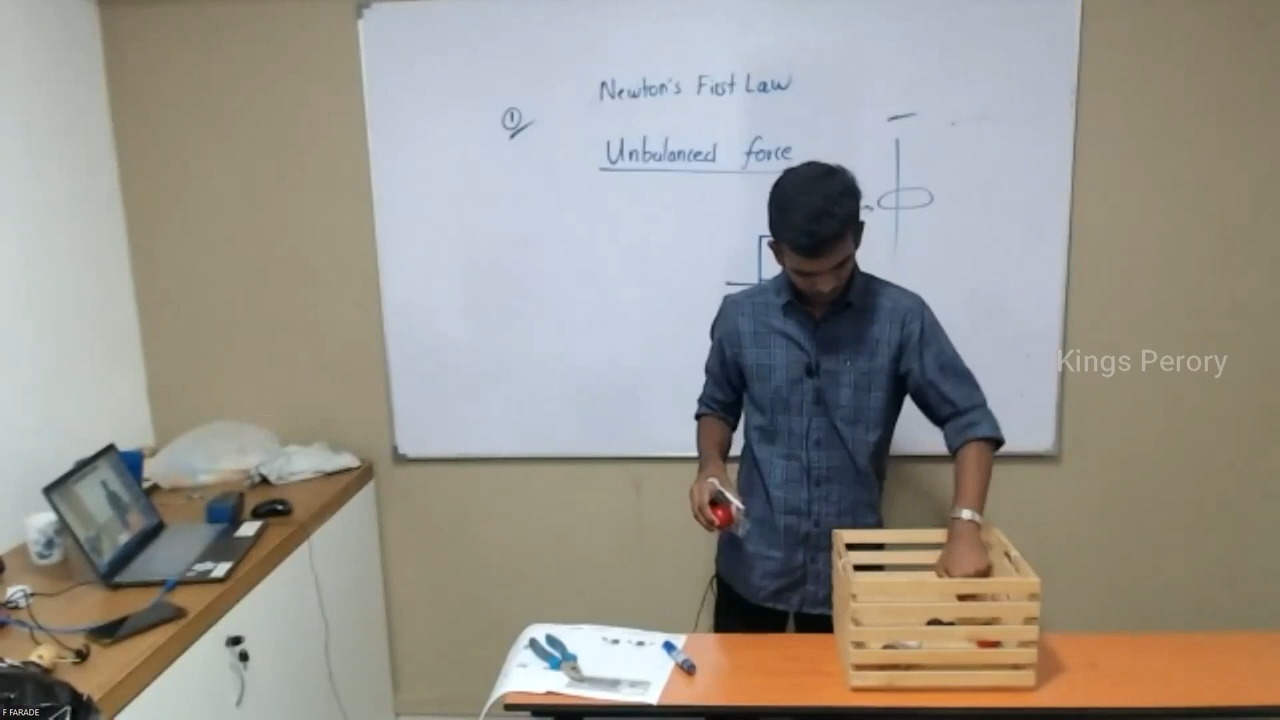 Newton's First Law
①
Unbalanced force
Kings Perory
F FARADE